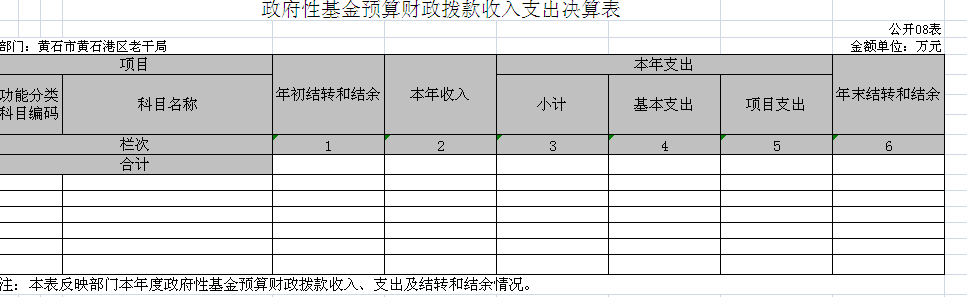 政府性基金预算财政拨款收入支出决算表
公开08表
部门：黄石市黄石港区老干局
金额单位：万元
项目
年初结转和结余
本年收入
本年支出
年末结转和结余
功能分类
科目编码
科目名称
小计
基本支出
项目支出
栏次
1
2
3
4
5
6
合计
注：本表反映部门本年度政府性基金预算财政拨款收入、支出及结转和结余情况。